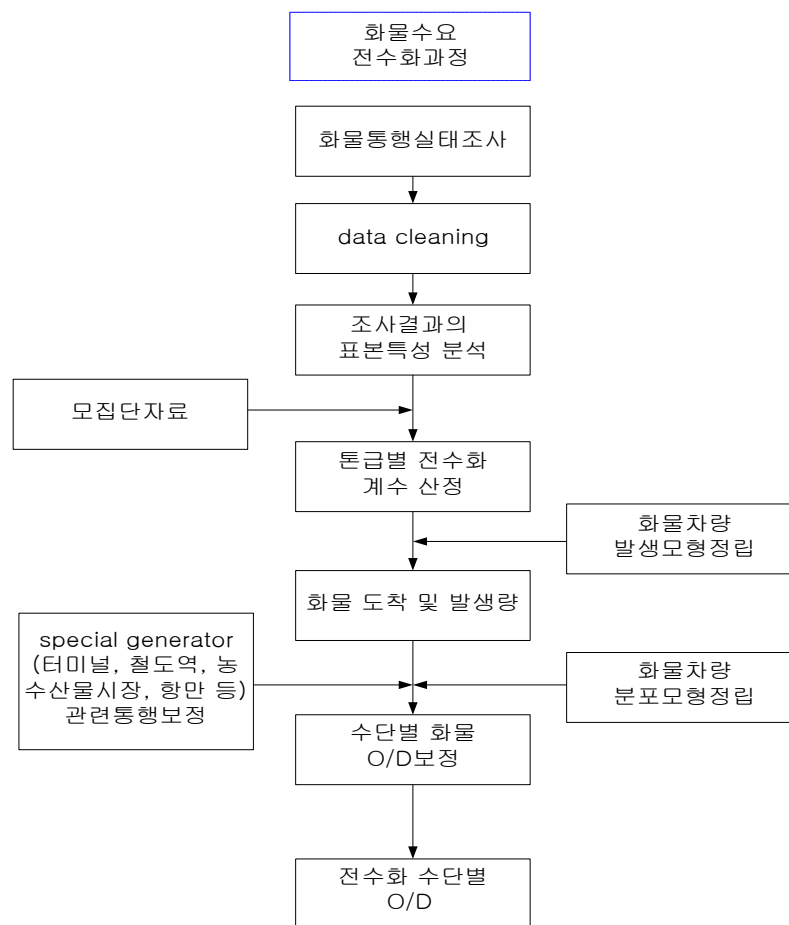 화물수요
전수화과정
화물통행실태조사
data cleaning
조사결과의
표본특성 분석
모집단자료
톤급별 전수화
계수 산정
화물차량
발생모형정립
화물 도착 및 발생량
special generator
(터미널, 철도역, 농
수산물시장, 항만 등)
관련통행보정
화물차량
분포모형정립
수단별 화물
O/D보정
전수화 수단별
O/D